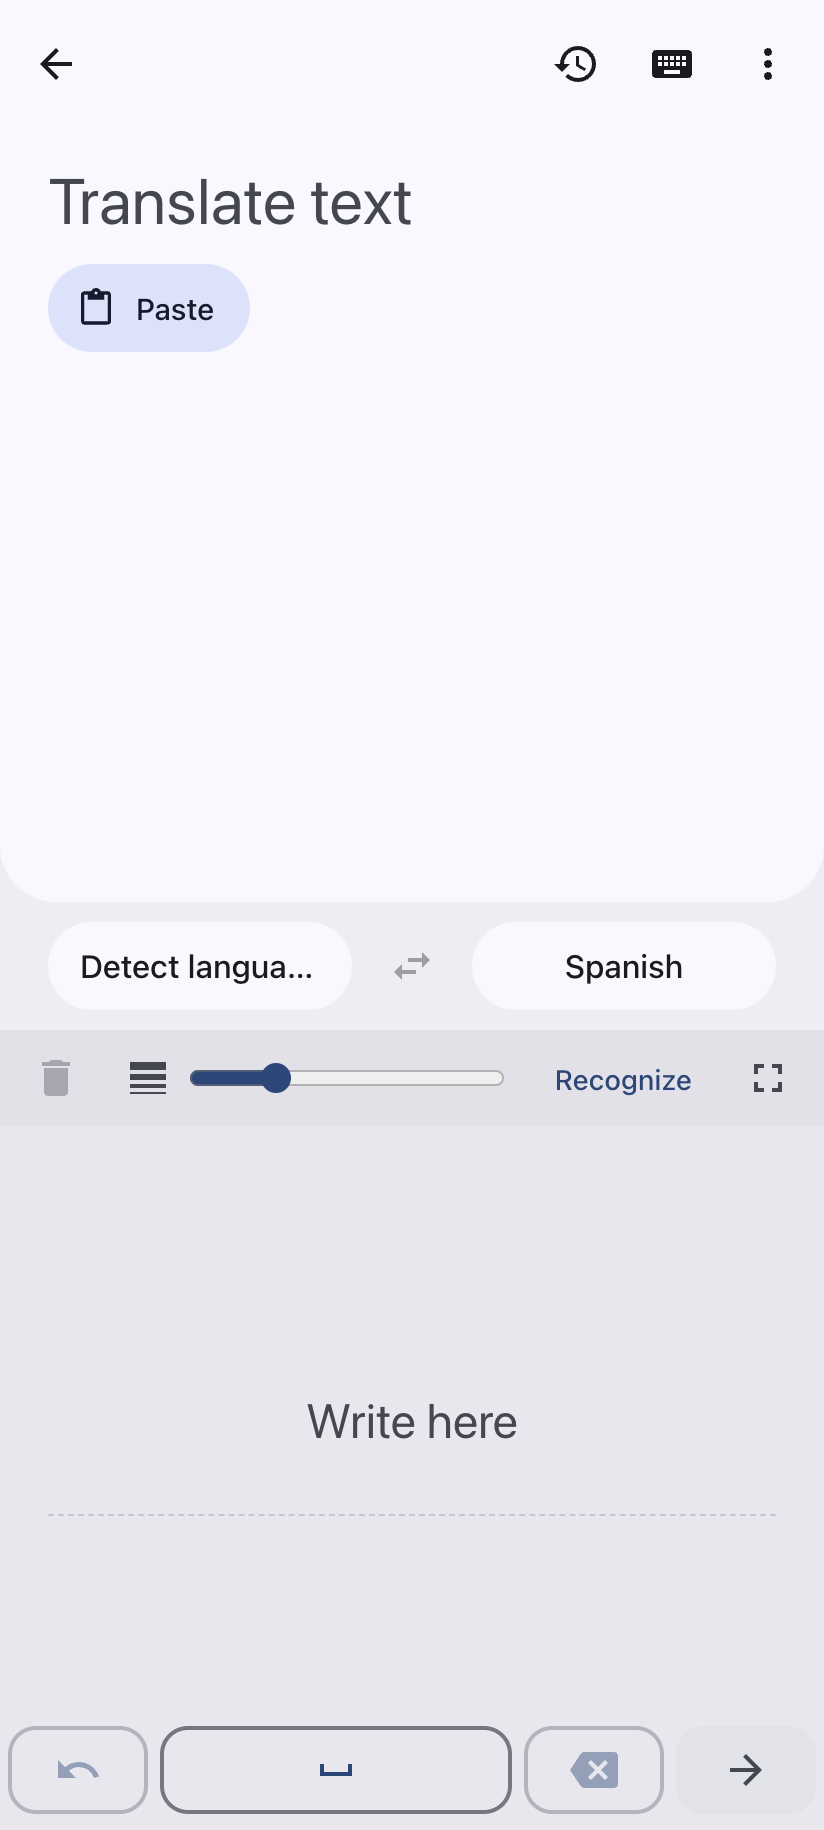 Translate text
Paste
Detect langua...
Spanish
Recognize
Write here